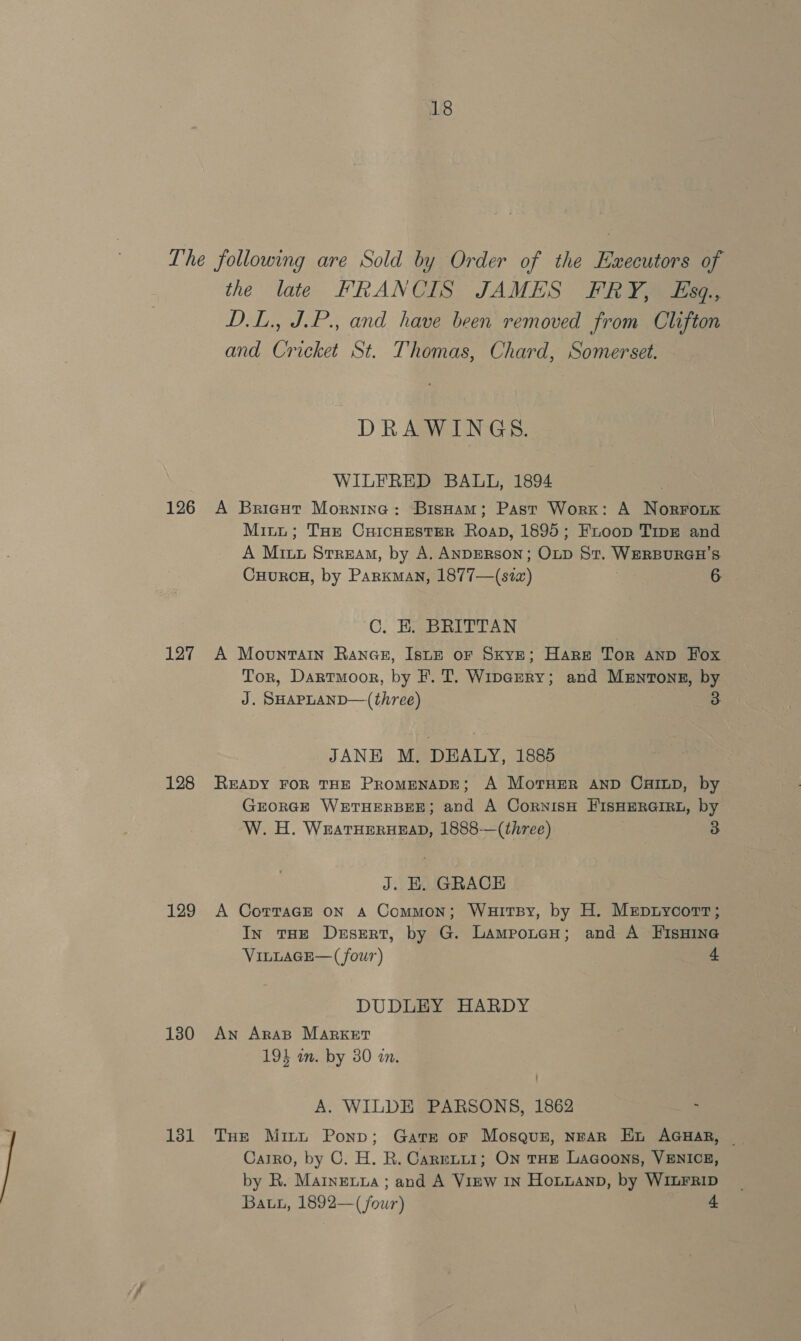 18
The following are Sold by Order of the Executors of
the late FRANCIS JAMES FRY, Esq.,
D.L., J.P., and have been removed from Clifton
and Cricket St. Thomas, Chard, Somerset.
DRAWINGS.
WILFRED BALL, 1894
126 A Bright Morning: Bisham; Past Work: A Norfolk
Mill; The Chichester Road, 1895; Floop Tide and
A Mill Stream, by A. Anderson; Old St. Werburgh's
Church, by Parkman, 1877—(six) 6
C. E. BRITTAN
127 A Mountain Range, Isle of Skye; Hare Tor and Fox
Tor, Dartmoor, by F. T. Widgery; and Mentone, by
J. Shapland—(three) 3
JANE M. DEALY, 1885
128 Ready for the Promenade; A Mother and Child, by
George Wetherbee; and A Cornish Fishergirl, by
W. H. Weatherhead, 1888—(three) 3
J. E. GRACE
129 A Cottage on a Common; Whitby, by H. Medlycott;
In the Desert, by G. Lamplough; and A Fishing
Village—(four) 4
DUDLEY HARDY
130 An Arab Market
19½ in. by 30 in.
A. WILDE PARSONS, 1862
131 The Mill Pond; Gate of Mosque, near El Aghar,
Cairo, by C. H. R. Carelli; On the Lagoons, Venice,
by R. Mainella; and A View in Holland, by Wilfrid
Ball, 1892—(four) 4